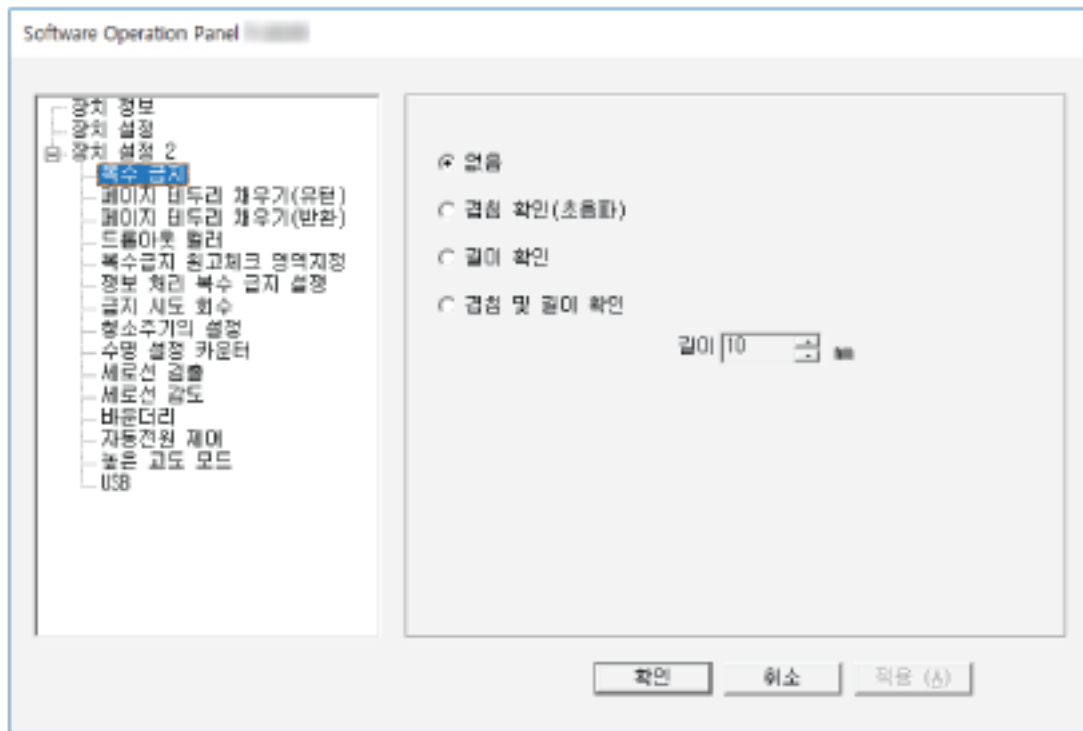 Software Operation Panel
장치 정보
장치 설정
장치 설정 2
복수 급지
페이지 테두리 채우기(유턴)
페이지 테두리 채우기(반환)
드롭아웃 컬러
복수급지 원고체크 영역지정
정보 처리 복수 급지 설정
급지 시도 회수
청소주기의 설정
수명 설정 카운터
세로선 검출
세로선 감도
바운더리
자동전원 제어
높은 고도 모드
USB
없음
겹침 확인(초음파)
길이 확인
겹침 및 길이 확인
길이 10 mm
확인 취소 적용 (A)